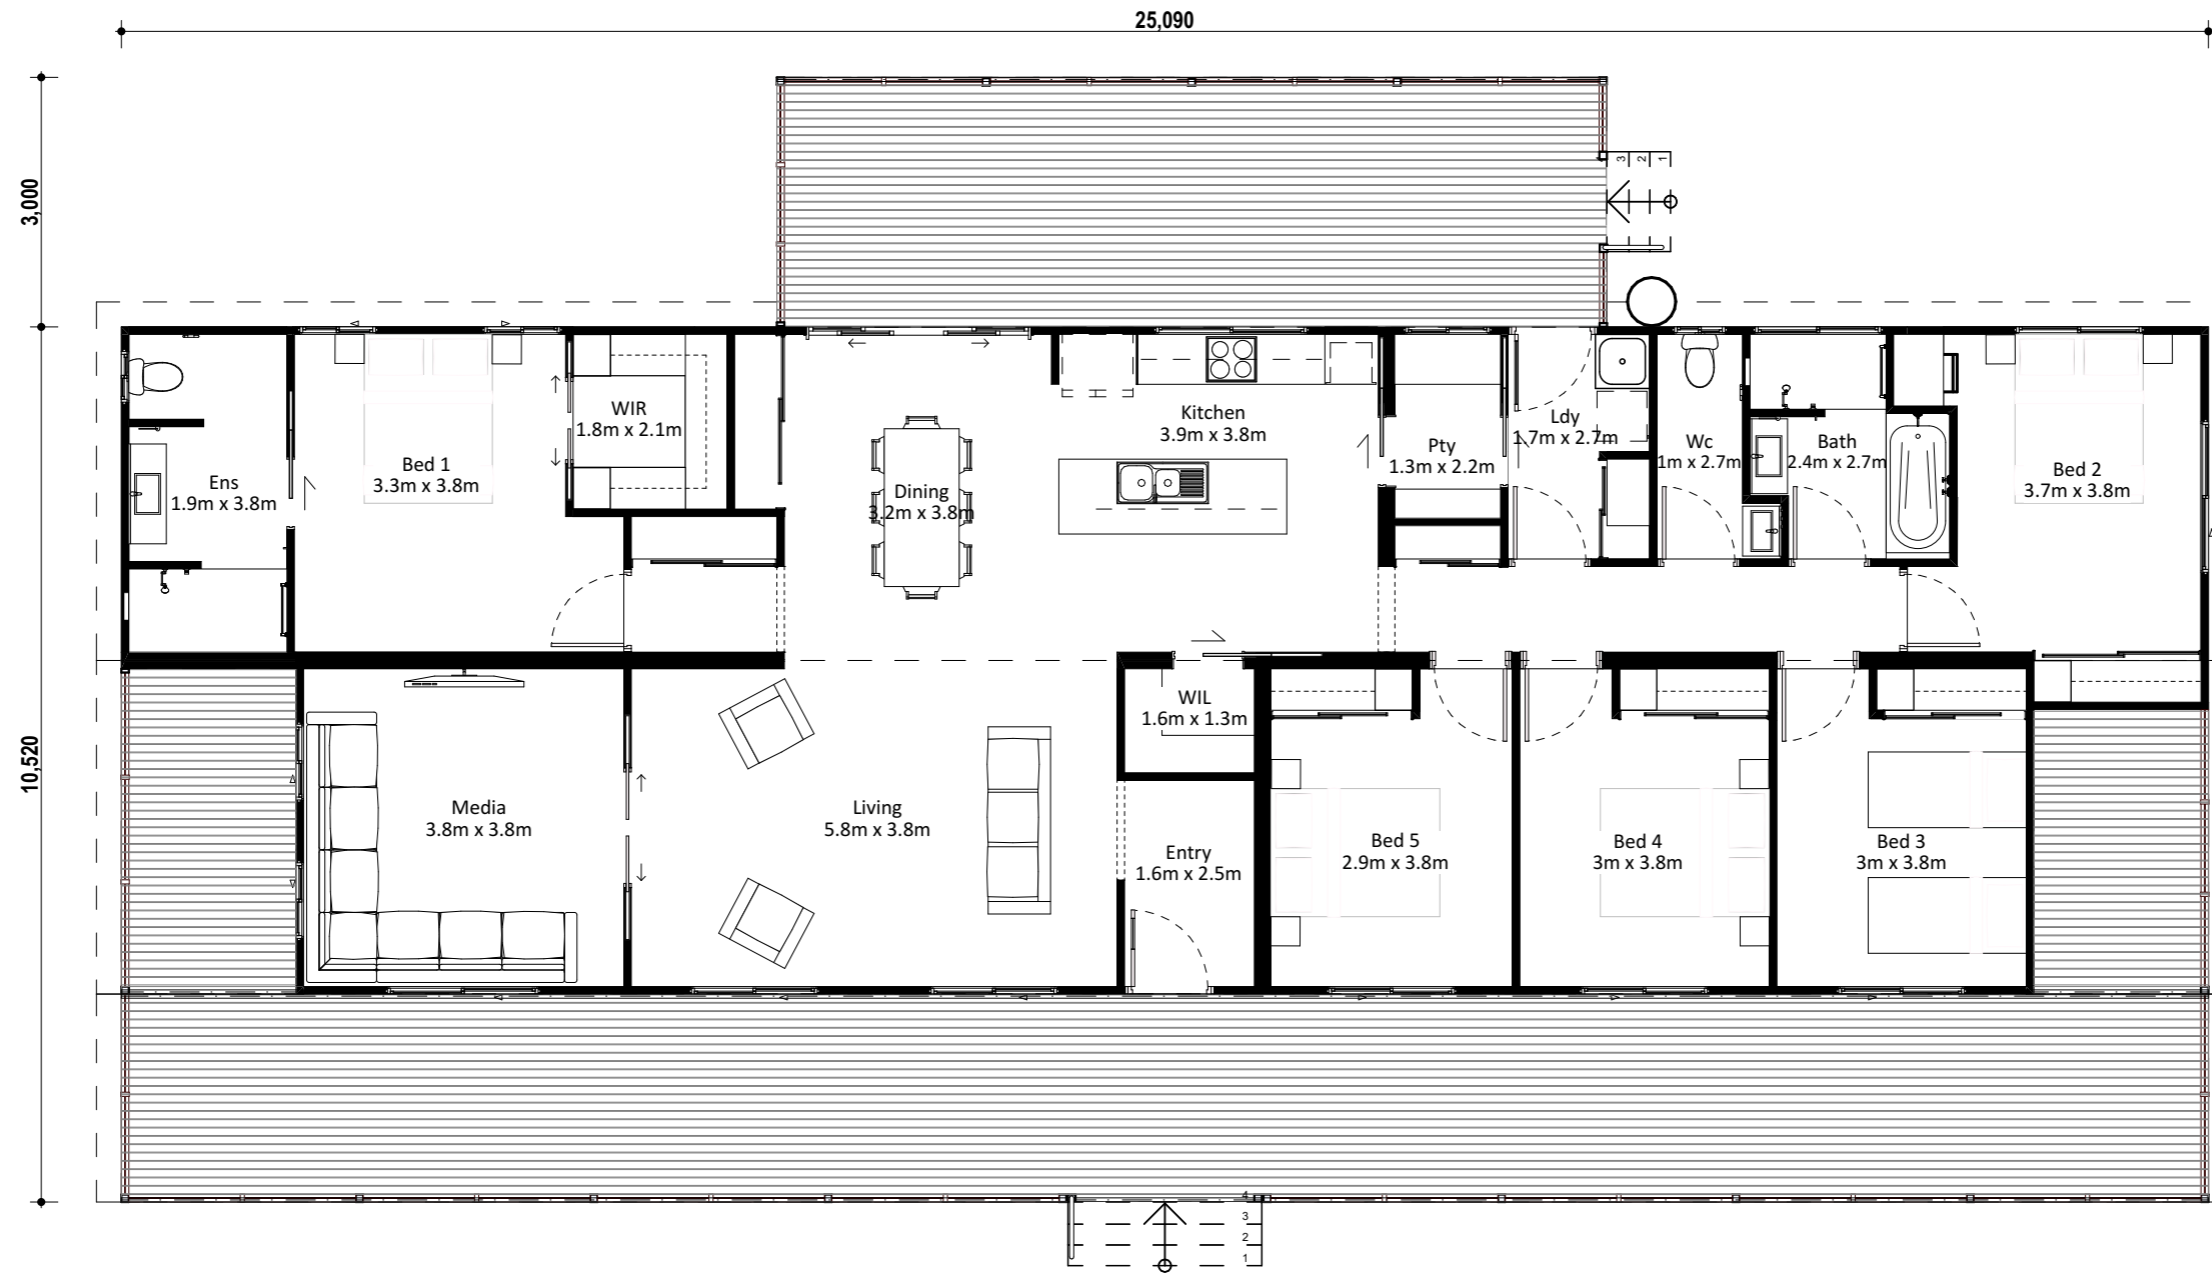 25,090
3,000
10,520
3 2 1
WIR
1.8m x 2.1m
Bed 1
3.3m x 3.8m
Ens
1.9m x 3.8m
Dining
3.2m x 3.8m
Kitchen
3.9m x 3.8m
Pty
1.3m x 2.2m
Ldy
1.7m x 2.7m
Wc
1m x 2.7m
Bath
2.4m x 2.7m
Bed 2
3.7m x 3.8m
WIL
1.6m x 1.3m
Media
3.8m x 3.8m
Living
5.8m x 3.8m
Entry
1.6m x 2.5m
Bed 5
2.9m x 3.8m
Bed 4
3m x 3.8m
Bed 3
3m x 3.8m
4
3
2
1